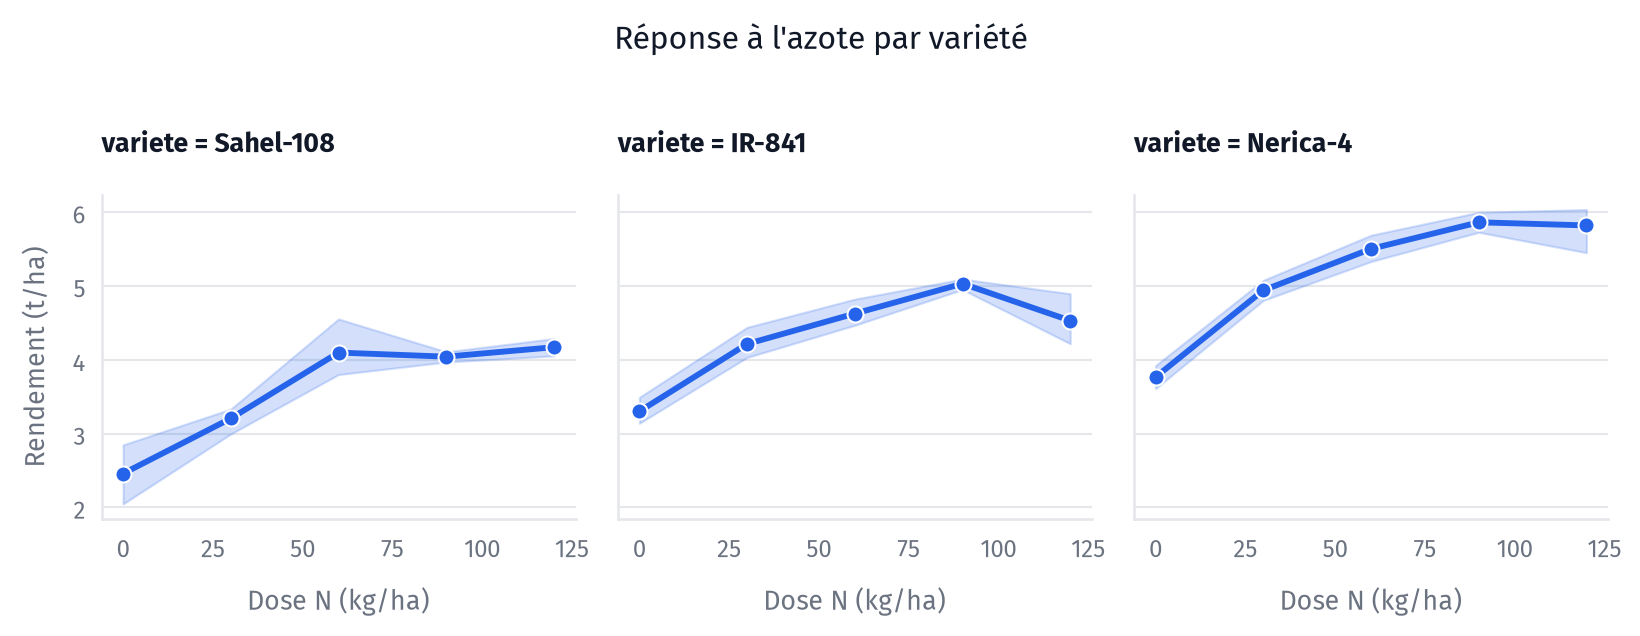 Réponse à l'azote par variété
variete = Sahel-108
variete = IR-841
variete = Nerica-4
Rendement (t/ha)
6
5
4
3
2
0 25 50 75 100 125
0 25 50 75 100 125
0 25 50 75 100 125
Dose N (kg/ha)
Dose N (kg/ha)
Dose N (kg/ha)